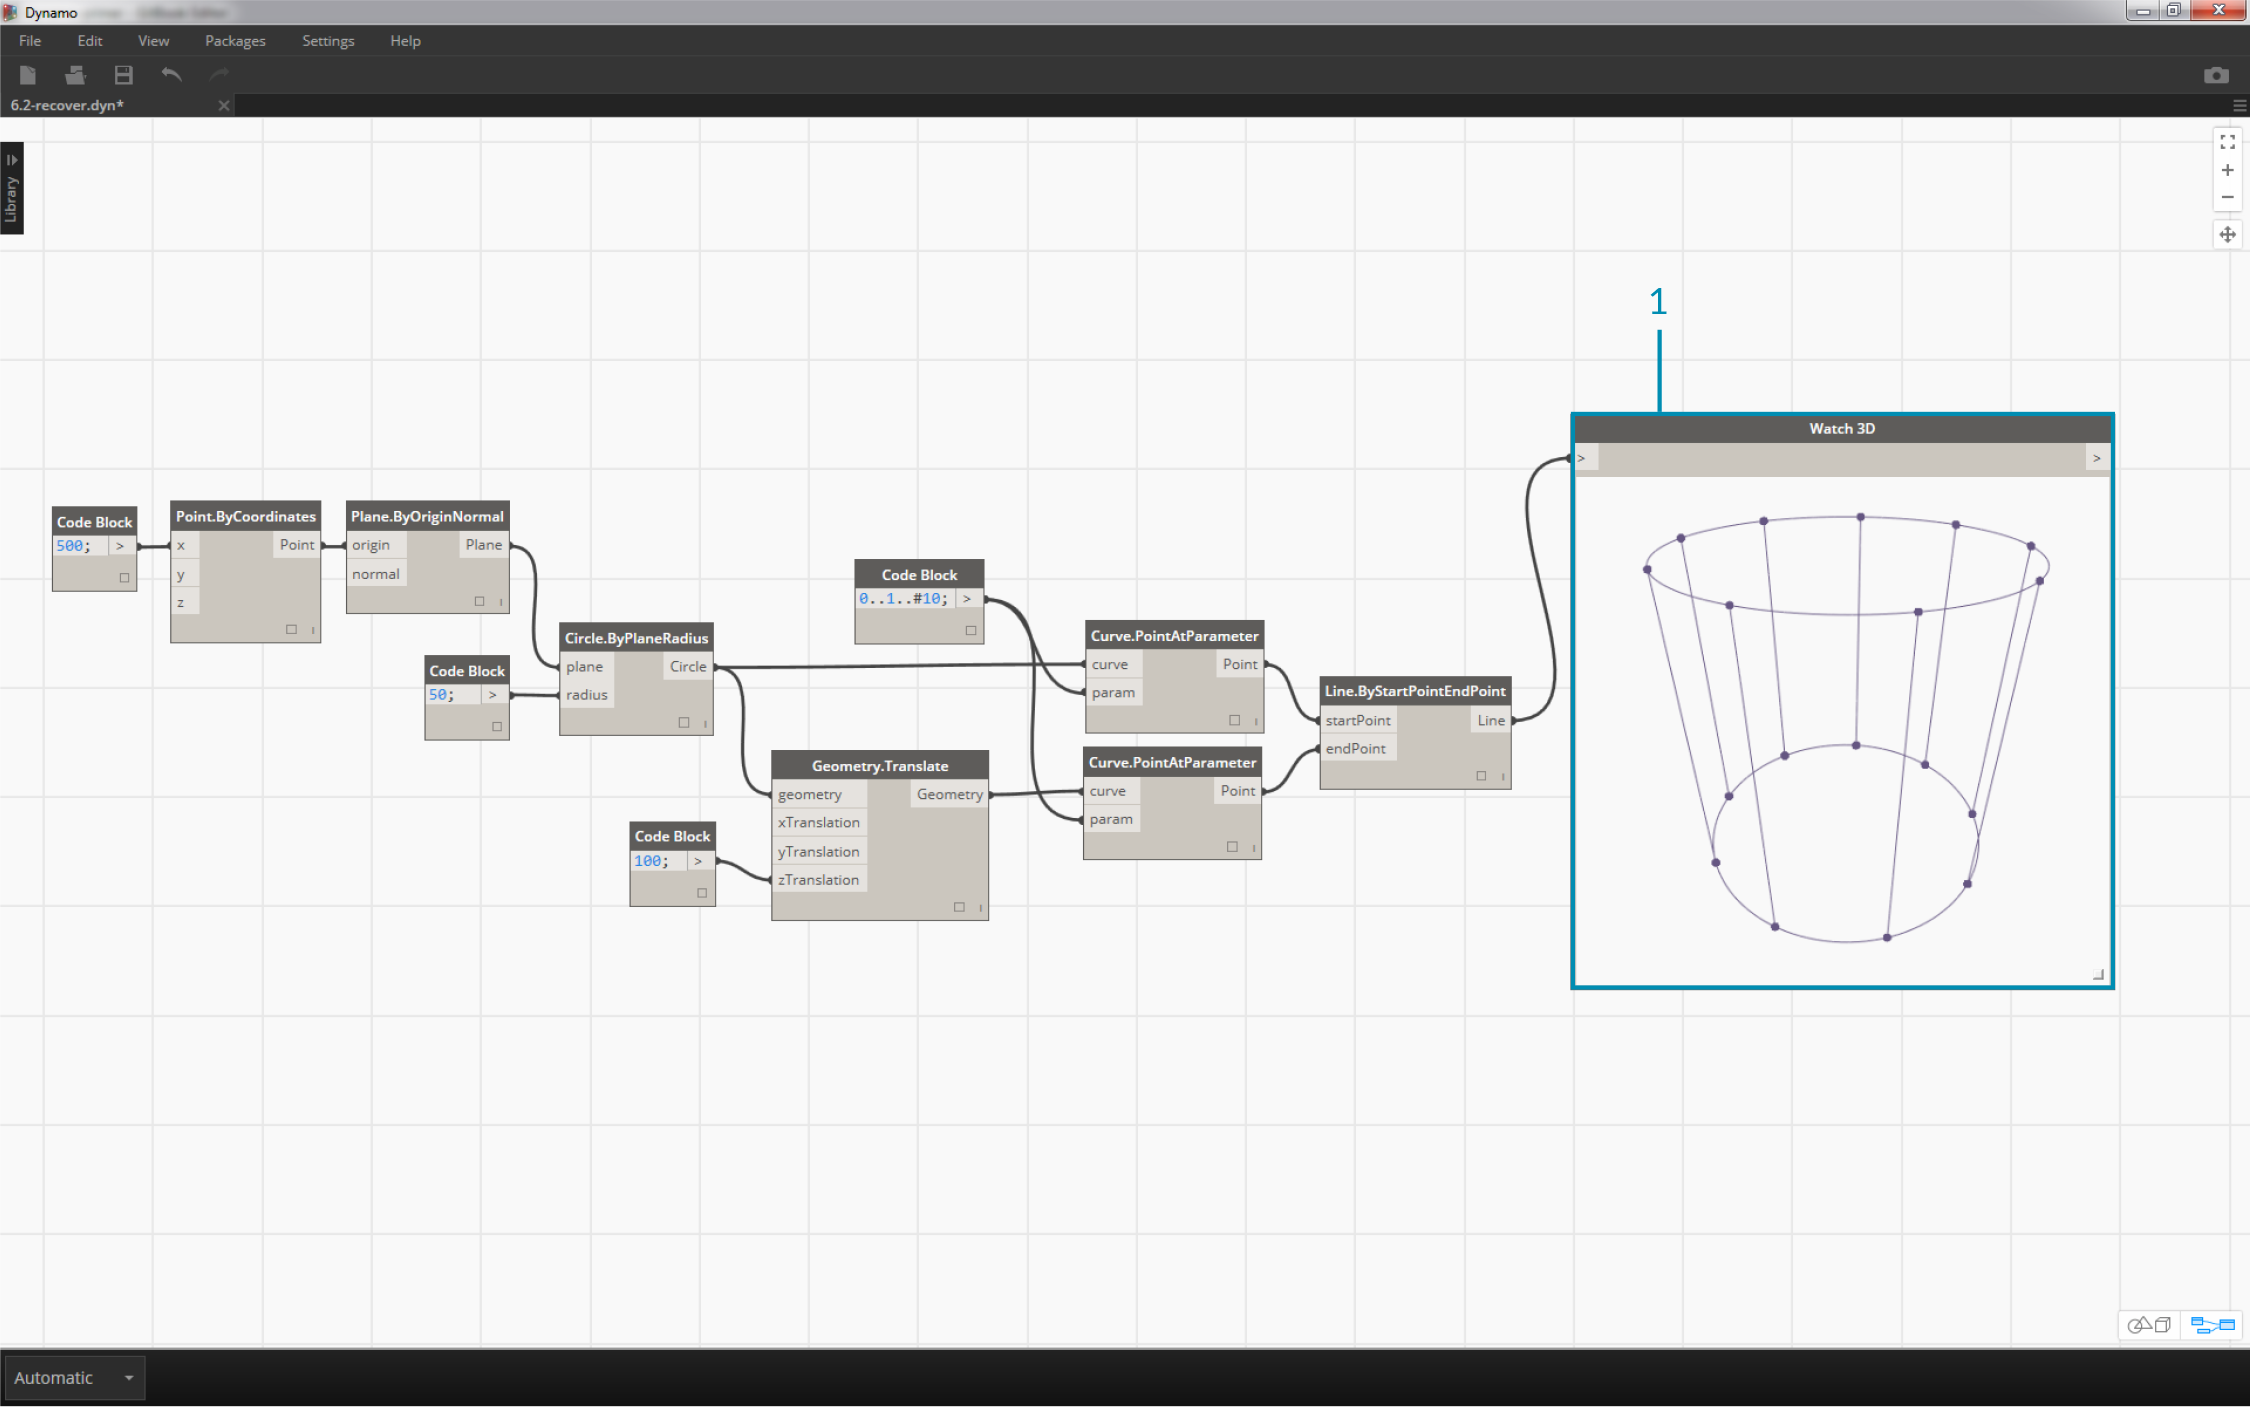 Dynamo
File Edit View Packages Settings Help
6.2-recover.dyn*
Library
1
Watch 3D
> >
Code Block
500; >
Point.ByCoordinates
x Point
y
z
Plane.ByOriginNormal
origin Plane
normal
Code Block
50; >
Circle.ByPlaneRadius
plane Circle
radius
Code Block
0..1..#10; >
Geometry.Translate
geometry Geometry
xTranslation
yTranslation
zTranslation
Code Block
100; >
Curve.PointAtParameter
curve Point
param
Curve.PointAtParameter
curve Point
param
Line.ByStartPointEndPoint
startPoint Line
endPoint
Automatic